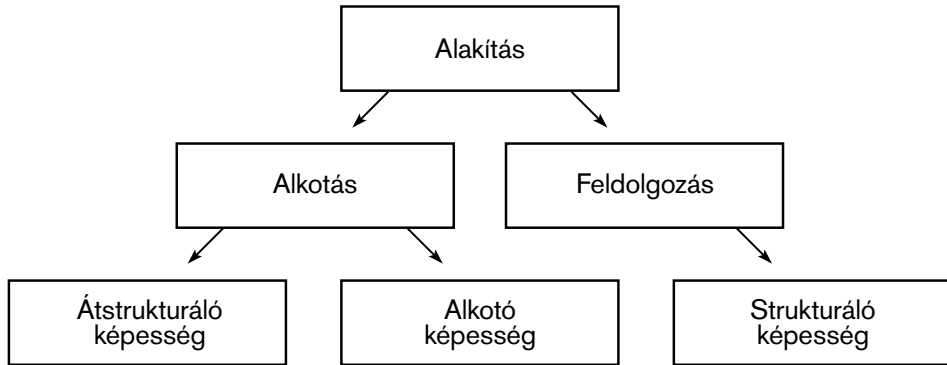 Alakítás
Alkotás
Feldolgozás
Átstrukturáló
képesség
Alkotó
képesség
Strukturáló
képesség